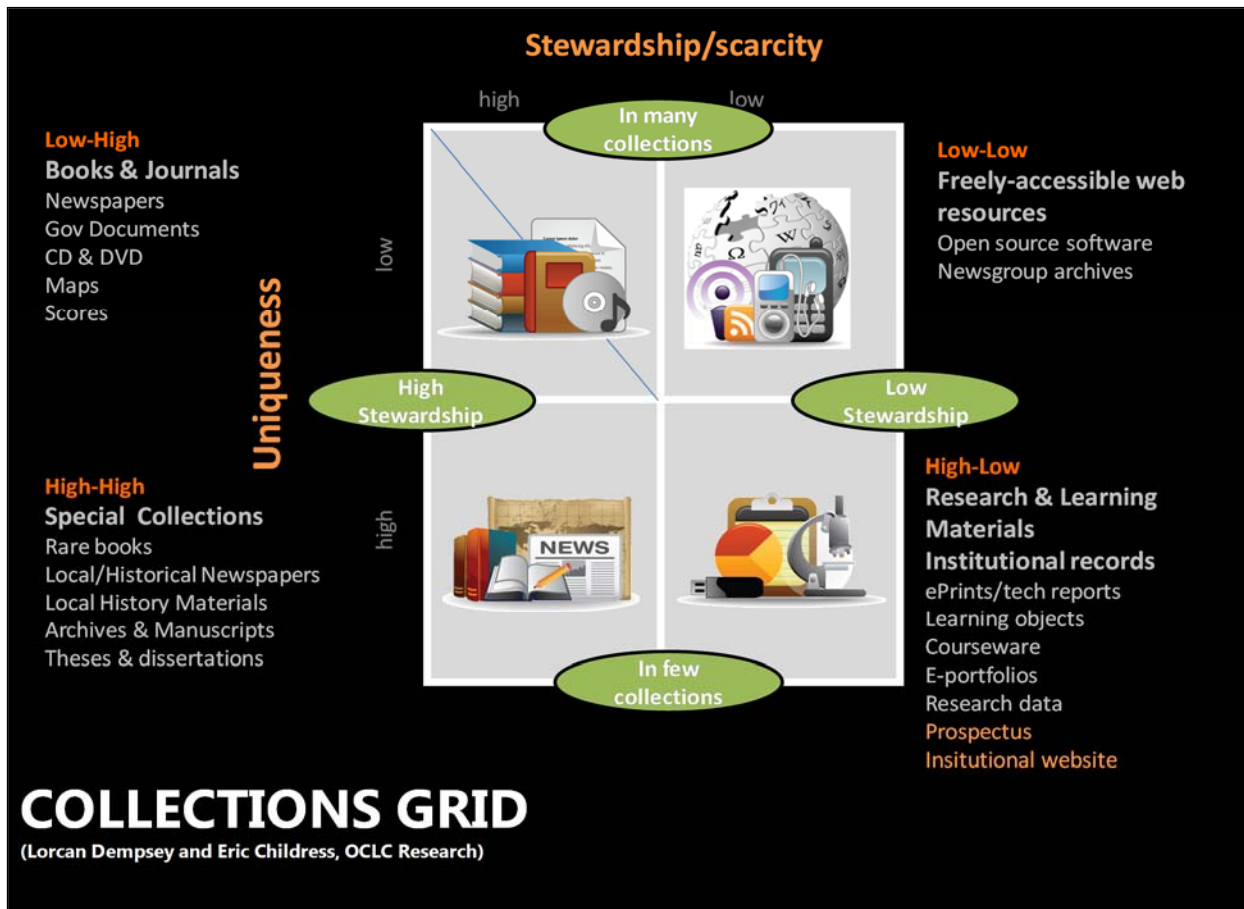 Stewardship/scarcity
high
low
In many
collections
Low-High
Books & Journals
Newspapers
Gov Documents
CD & DVD
Maps
Scores
Uniqueness
low
high
Low-Low
Freely-accessible web
resources
Open source software
Newsgroup archives
High
Stewardship
Low
Stewardship
High-High
Special Collections
Rare books
Local/Historical Newspapers
Local History Materials
Archives & Manuscripts
Theses & dissertations
NEWS
High-Low
Research & Learning
Materials
Institutional records
ePrints/tech reports
Learning objects
Courseware
E-portfolios
Research data
Prospectus
Insitutional website
In few
collections
COLLECTIONS GRID
(Lorcan Dempsey and Eric Childress, OCLC Research)